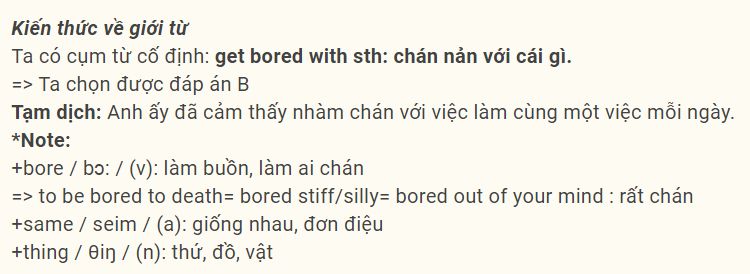 Kiến thức về giới từ
Ta có cụm từ cố định: get bored with sth: chán nản với cái gì.
=> Ta chọn được đáp án B
Tạm dịch: Anh ấy đã cảm thấy nhàm chán với việc làm cùng một việc mỗi ngày.
*Note:
+bore / bɔ: / (v): làm buồn, làm ai chán
=> to be bored to death= bored stiff/silly= bored out of your mind : rất chán
+same / seim / (a): giống nhau, đơn điệu
+thing / θiŋ / (n): thứ, đồ, vật